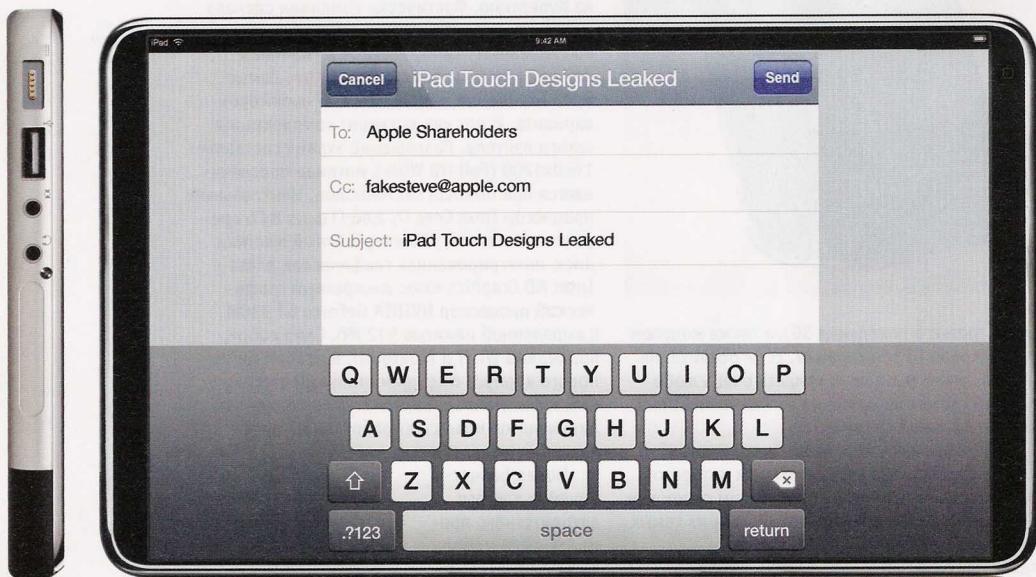 iPad
9:42 AM
Cancel iPad Touch Designs Leaked Send
To: Apple Shareholders
Cc: fakesteve@apple.com
Subject: iPad Touch Designs Leaked
Q W E R T Y U I O P
A S D F G H J K L
Z X C V B N M
.?123 space return